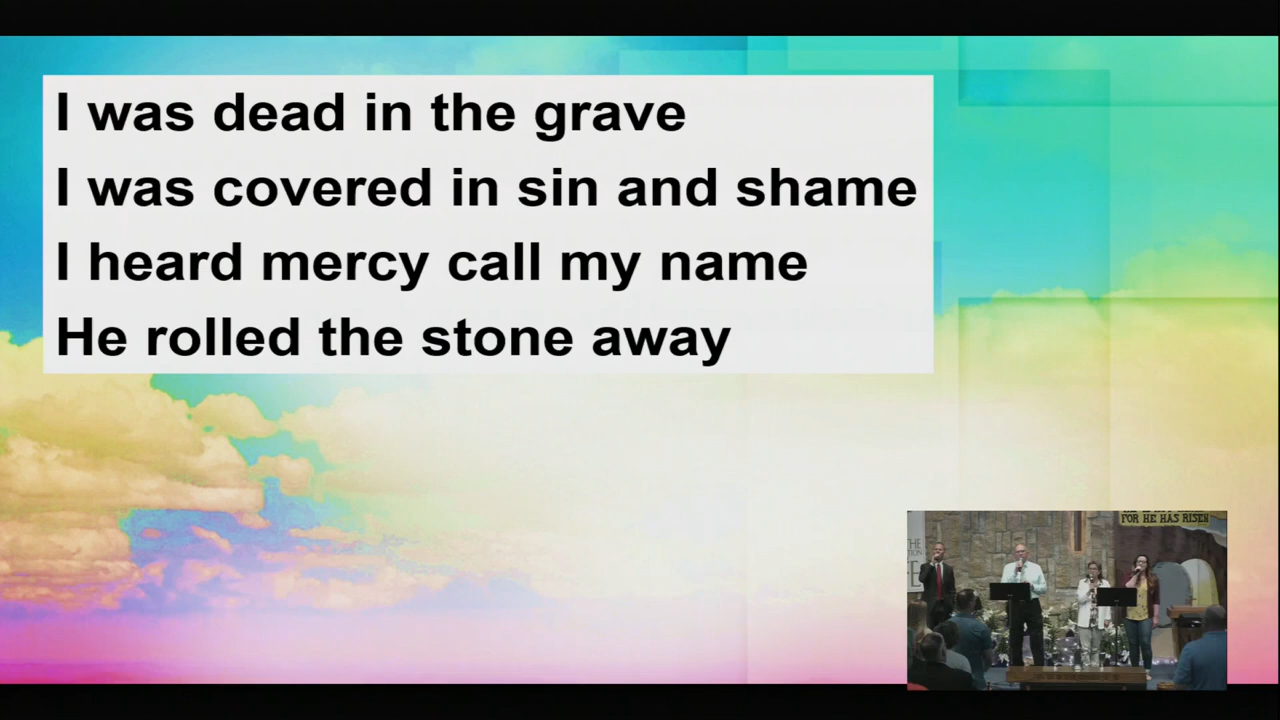 I was dead in the grave
I was covered in sin and shame
I heard mercy call my name
He rolled the stone away
FOR HE HAS RISEN
THE